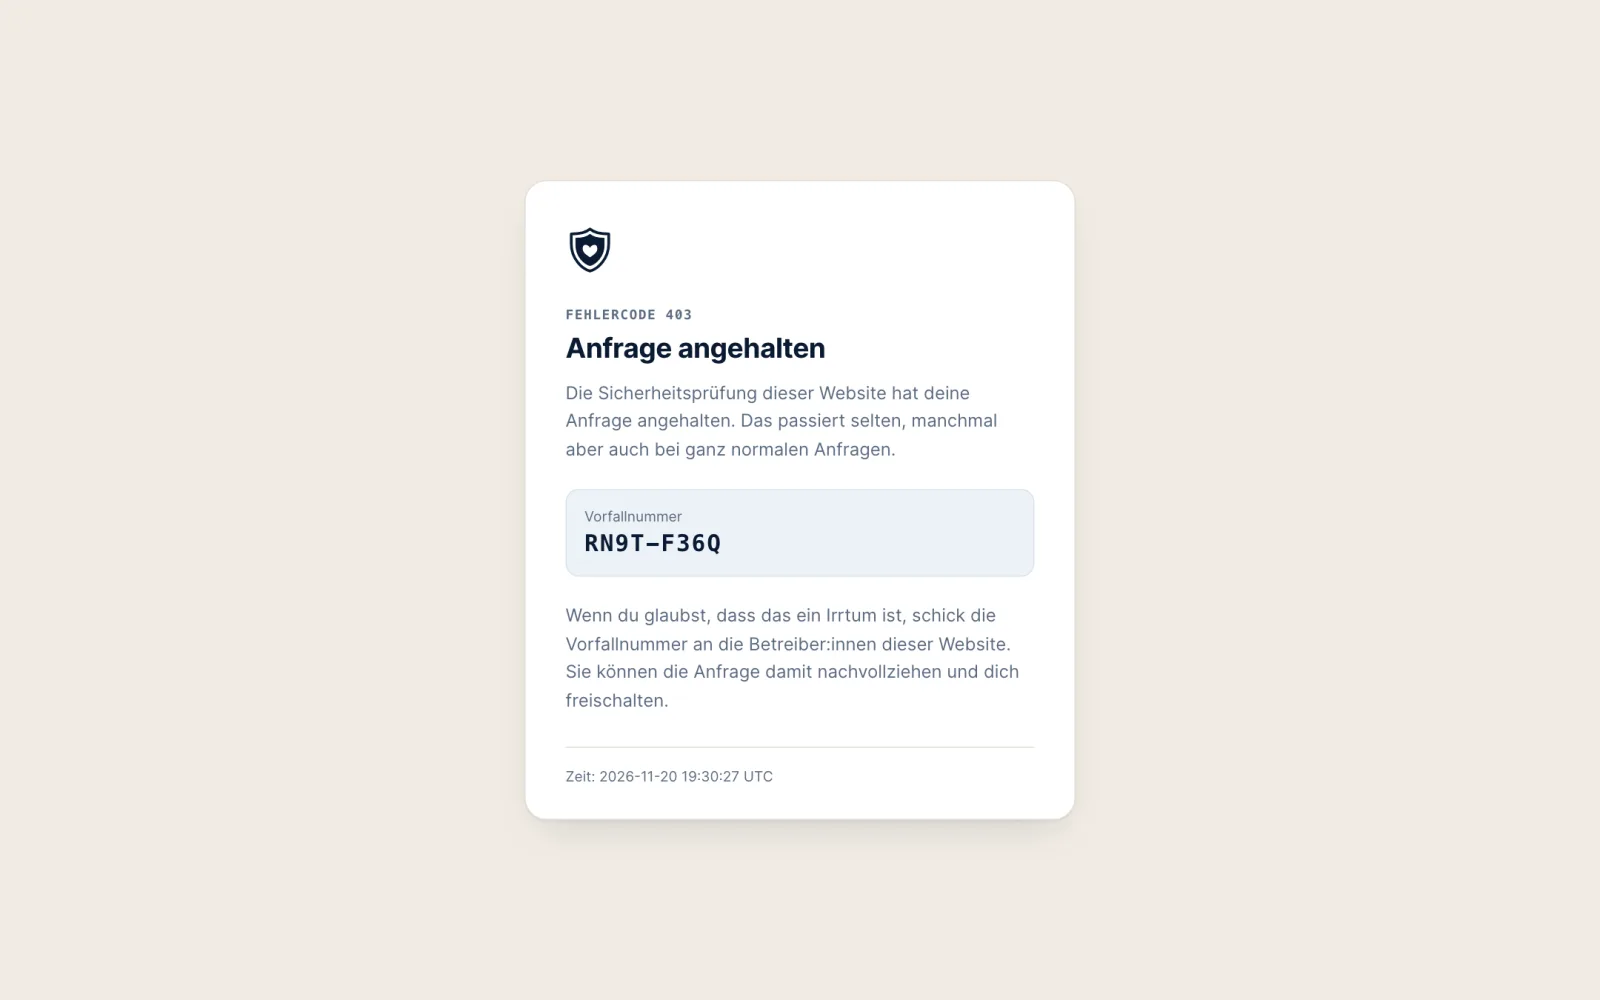 FEHLERCODE 403
Anfrage angehalten
Die Sicherheitsprüfung dieser Website hat deine
Anfrage angehalten. Das passiert selten, manchmal
aber auch bei ganz normalen Anfragen.
Vorfallnummer
RN9T–F36Q
Wenn du glaubst, dass das ein Irrtum ist, schick die
Vorfallnummer an die Betreiber:innen dieser Website.
Sie können die Anfrage damit nachvollziehen und dich
freischalten.
Zeit: 2026-11-20 19:30:27 UTC